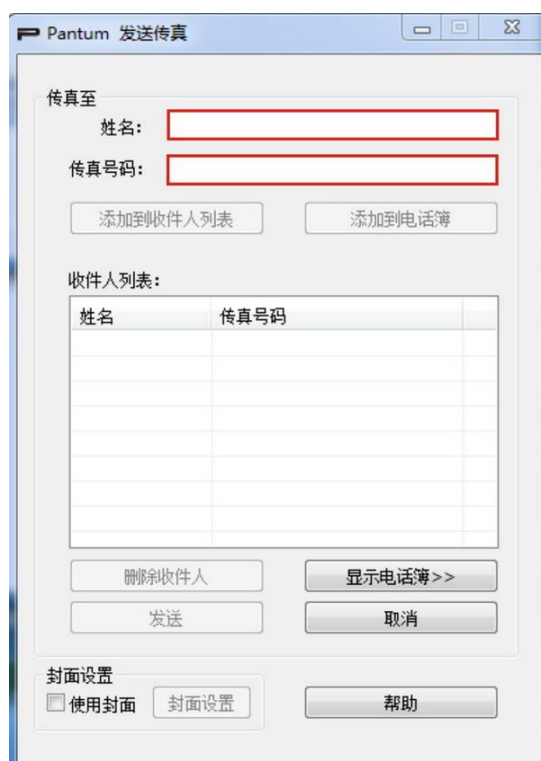 Pantum 发送传真
传真至
姓名:
传真号码:
添加到收件人列表 添加到电话簿
收件人列表:
姓名 传真号码
删除收件人 显示电话簿>>
发送 取消
封面设置
使用封面 封面设置 帮助